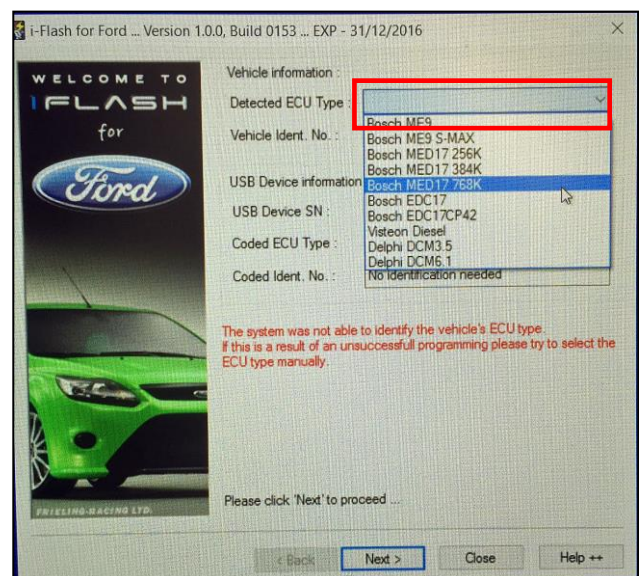 i-Flash for Ford ... Version 1.0.0, Build 0153 ... EXP - 31/12/2016
WELCOME TO
IFLASH
for
Ford
FRIELING-RACING LTD.
Vehicle information :
Detected ECU Type :
Vehicle Ident. No. :
Bosch ME9
Bosch ME9 S-MAX
Bosch MED17 256K
Bosch MED17 384K
Bosch MED17 768K
Bosch EDC17
Bosch EDC17CP42
Visteon Diesel
Delphi DCM3.5
Delphi DCM6.1
USB Device information
USB Device SN :
Coded ECU Type :
Coded Ident. No. :
No identification needed
The system was not able to identify the vehicle's ECU type.
If this is a result of an unsuccessfull programming please try to select the
ECU type manually.
Please click 'Next' to proceed ...
< Back
Next >
Close
Help ++